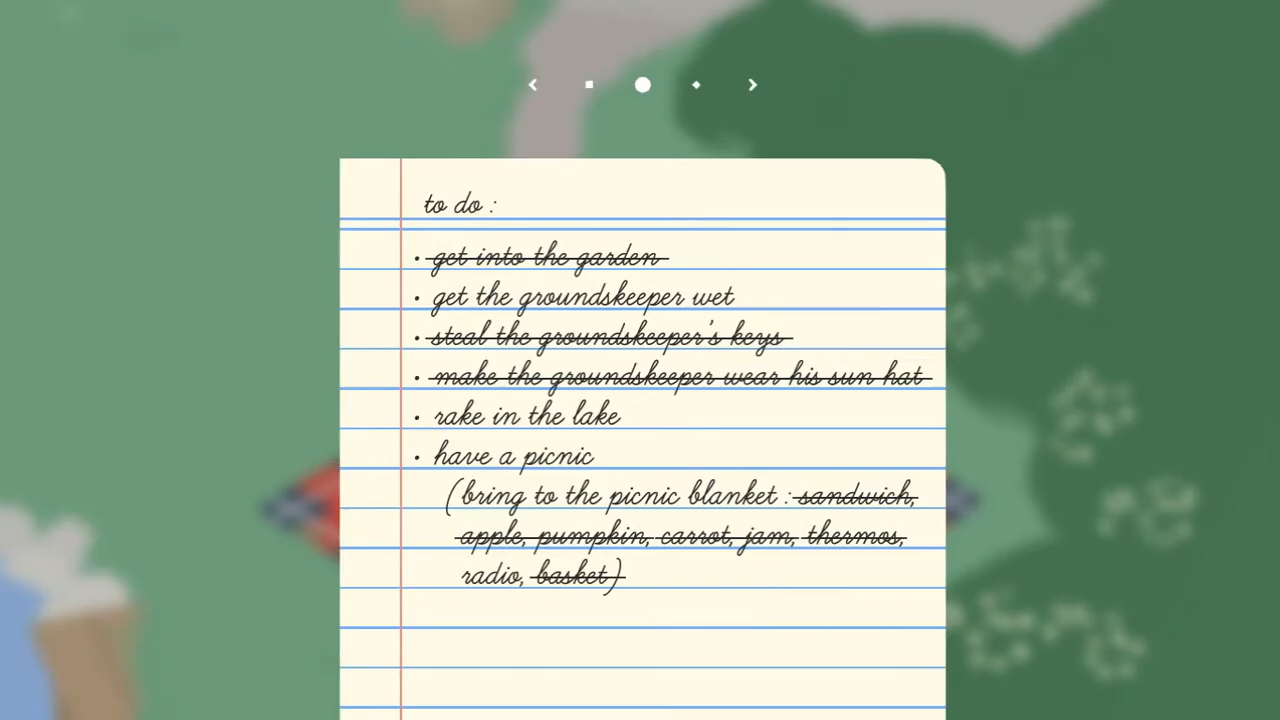 to do :
• get into the garden
• get the groundskeeper wet
• steal the groundskeeper's keys
• make the groundskeeper wear his sun hat
• rake in the lake
• have a picnic
(bring to the picnic blanket : sandwich,
apple, pumpkin, carrot, jam, thermos,
radio, basket)